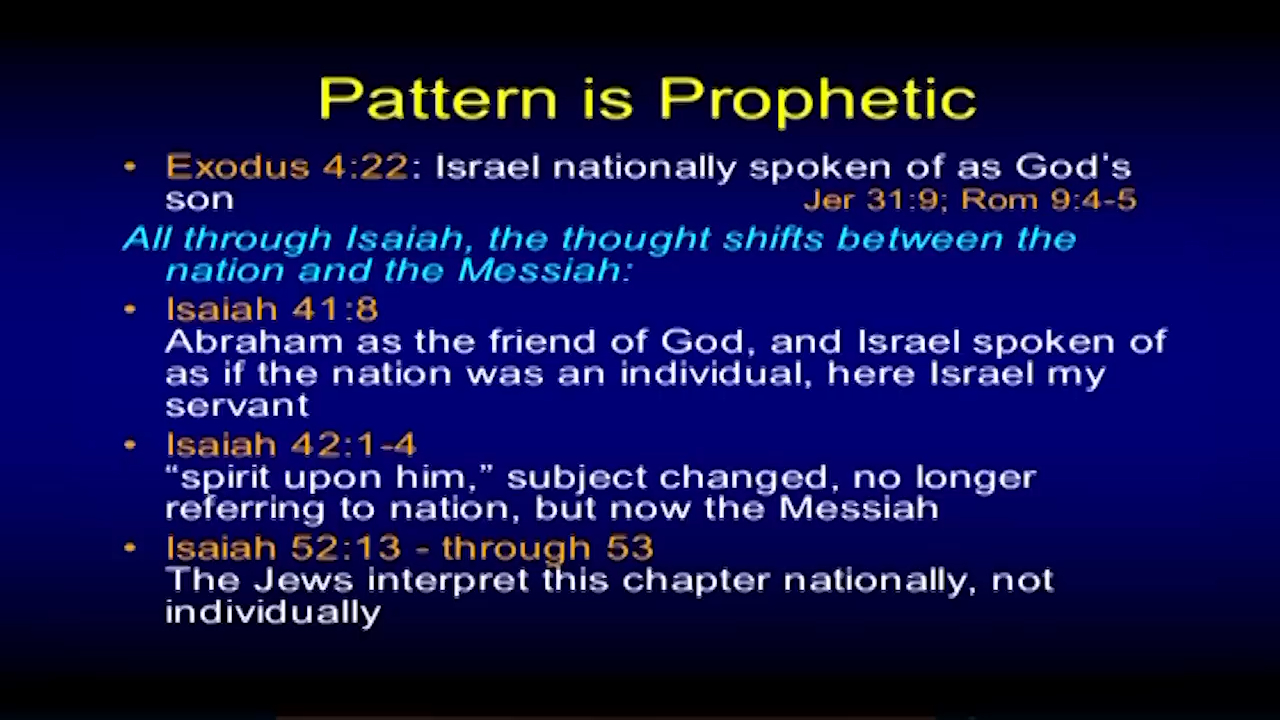 Pattern is Prophetic
• Exodus 4:22: Israel nationally spoken of as God's
son Jer 31:9; Rom 9:4-5
All through Isaiah, the thought shifts between the
nation and the Messiah:
• Isaiah 41:8
Abraham as the friend of God, and Israel spoken of
as if the nation was an individual, here Israel my
servant
• Isaiah 42:1-4
“spirit upon him,” subject changed, no longer
referring to nation, but now the Messiah
• Isaiah 52:13 - through 53
The Jews interpret this chapter nationally, not
individually